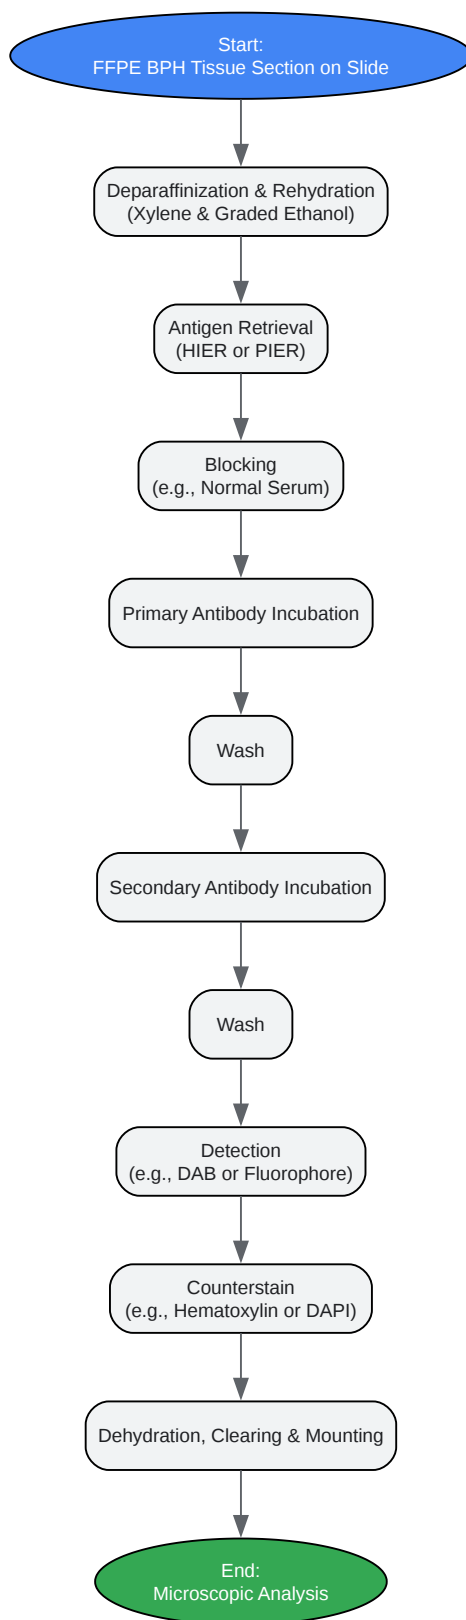 Start:
FFPE BPH Tissue Section on Slide
Deparaffinization & Rehydration
(Xylene & Graded Ethanol)
Antigen Retrieval
(HIER or PIER)
Blocking
(e.g., Normal Serum)
Primary Antibody Incubation
Wash
Secondary Antibody Incubation
Wash
Detection
(e.g., DAB or Fluorophore)
Counterstain
(e.g., Hematoxylin or DAPI)
Dehydration, Clearing & Mounting
End:
Microscopic Analysis